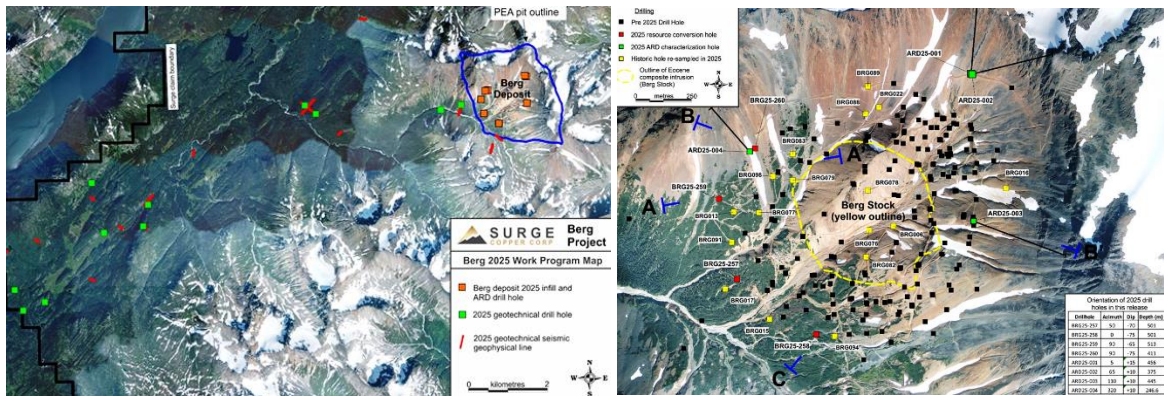 PEA pit outline
Surge claim boundary
Berg
Deposit
SURGE
COPPER CORP
Berg
Project
Berg 2025 Work Program Map
Berg deposit 2025 infill and
ARD drill hole
2025 geotechnical drill hole
2025 geotechnical seismic
geophysical line
0 kilometres 2
N
W E
S
Drilling
Pre 2025 Drill Hole
2025 resource conversion hole
2025 ARD characterization hole
Historic hole re-sampled in 2025
Outline of Eocene
composite intrusion
(Berg Stock)
N
W E
S
0 metres 250
ARD25-001
BRG099
BRG022
BRG088
ARD25-002
BRG25-260
B
BRG083
ARD25-004
A'
BRG098
BRG079
BRG076
BRG016
BRG25-259
A
BRG013
BRG077
Berg Stock
(yellow outline)
ARD25-003
BRG091
BRG006
B'
BRG25-257
BRG082
BRG017
BRG015
BRG25-258
BRG094
C
Orientation of 2025 drill
holes in this release
Drillhole Azimuth Dip Depth (m)
BRG25-257 50 -70 501
BRG25-258 0 -75 501
BRG25-259 90 -65 513
BRG25-260 90 -75 411
ARD25-001 5 +15 456
ARD25-002 65 +10 375
ARD25-003 110 +10 445
ARD25-004 320 +10 246.6